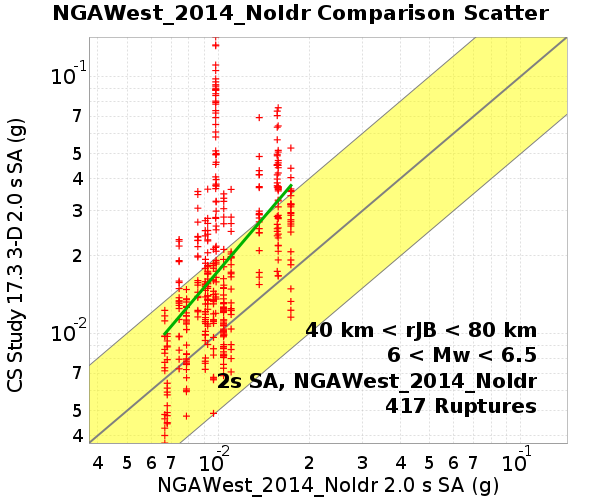 NGAWest_2014_NoIdr Comparison Scatter
CS Study 17.3 3-D 2.0 s SA (g)
10-1
7
5
4
3
2
10-2
7
5
4
40 km < rJB < 80 km
6 < Mw < 6.5
2s SA, NGAWest_2014_NoIdr
417 Ruptures
4 5 6 7 10-2 2 3 4 5 6 7 10-1
NGAWest_2014_NoIdr 2.0 s SA (g)